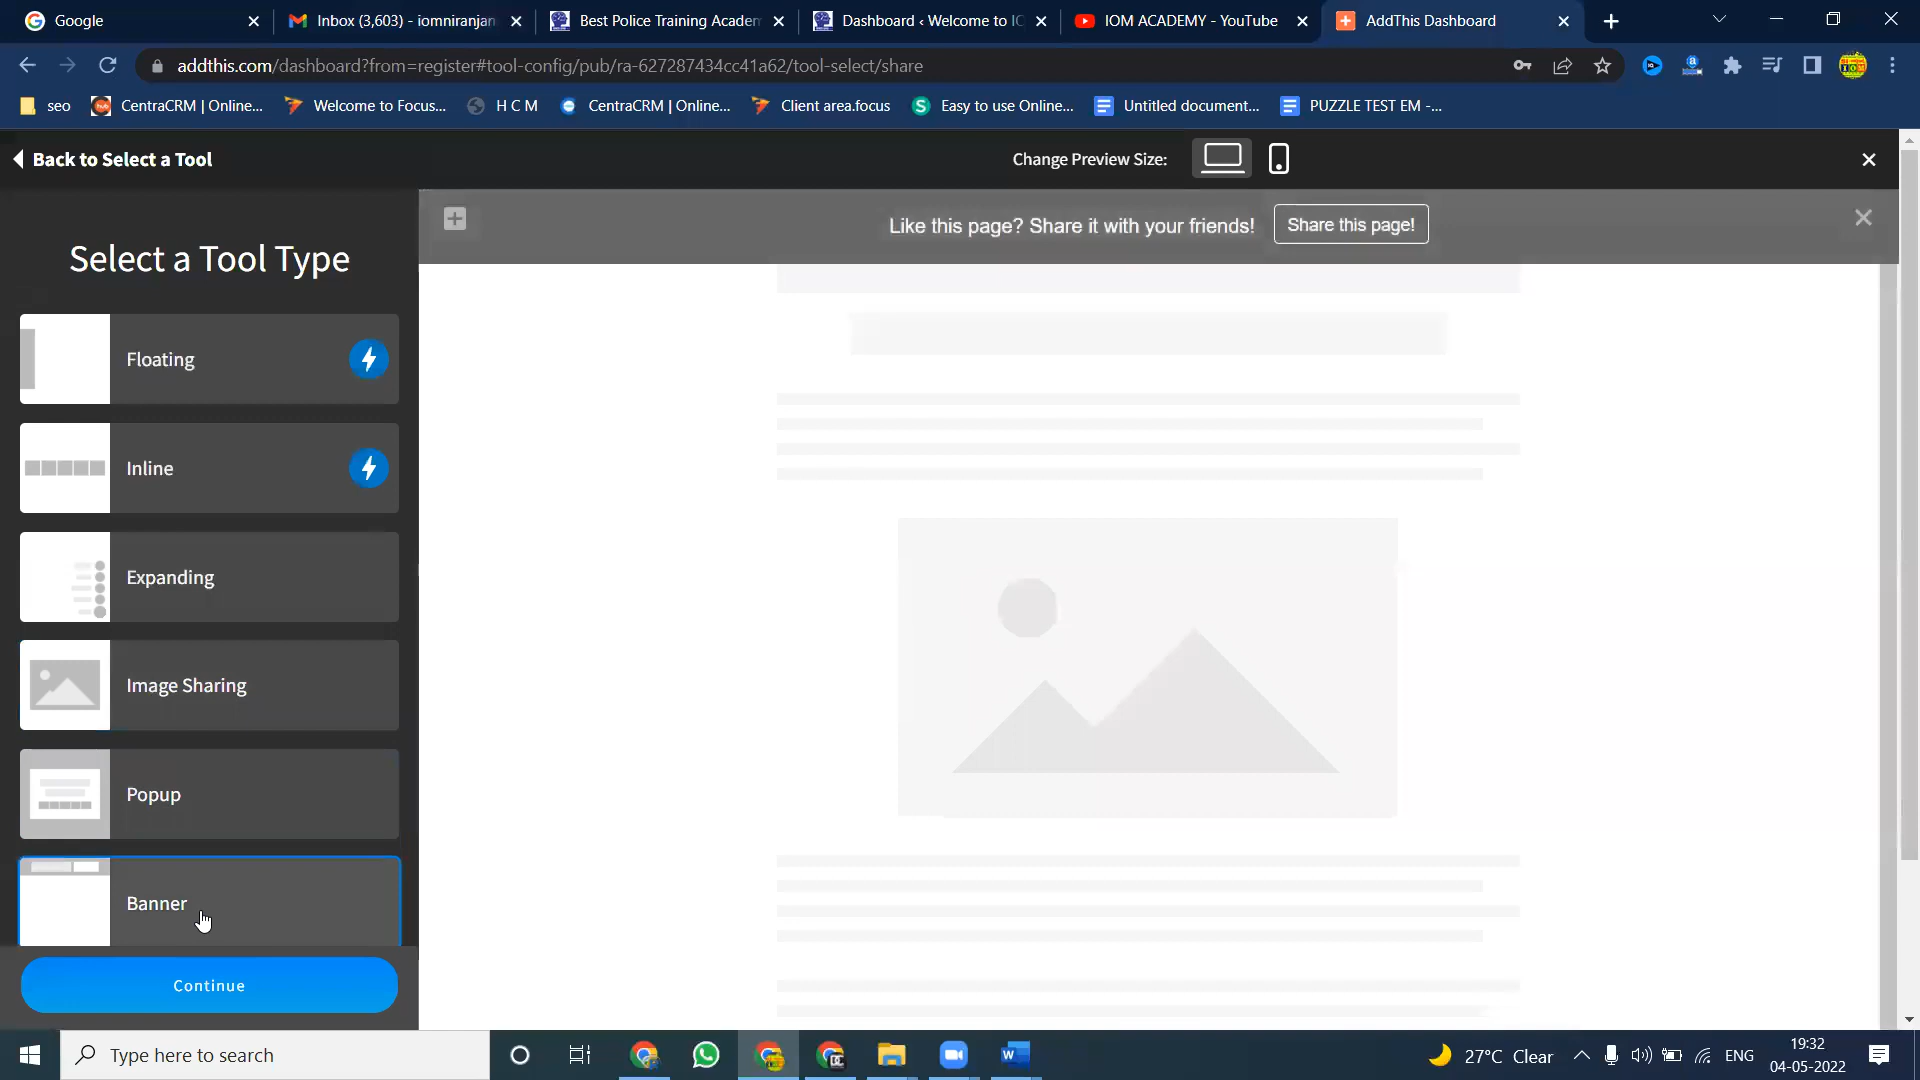 Google
Inbox (3,603) - iomniranjan
Best Police Training Academ
Dashboard ‹ Welcome to IO
IOM ACADEMY - YouTube
AddThis Dashboard
addthis.com/dashboard?from=register#tool-config/pub/ra-627287434cc41a62/tool-select/share
seo
CentraCRM | Online...
Welcome to Focus...
H C M
CentraCRM | Online...
Client area.focus
Easy to use Online...
Untitled document...
PUZZLE TEST EM -...
Back to Select a Tool
Change Preview Size:
Like this page? Share it with your friends!
Share this page!
Select a Tool Type
Floating
Inline
Expanding
Image Sharing
Popup
Banner
Continue
Type here to search
27°C Clear
ENG
19:32
04-05-2022